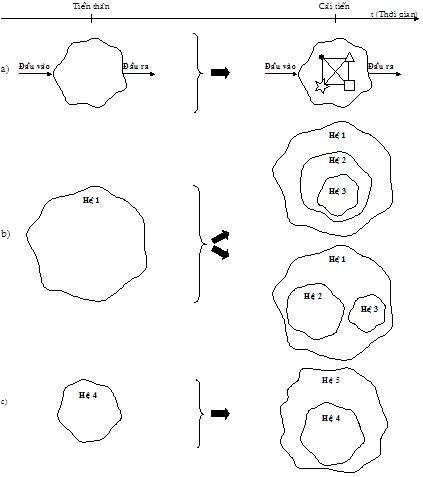 Tiền thân Cải tiến
t (Thời gian)
a) Đầu vào Đầu ra Đầu vào Đầu ra
Hệ 1
Hệ 2
Hệ 3
b) Hệ 1
Hệ 1
Hệ 2 Hệ 3
c) Hệ 4
Hệ 5
Hệ 4